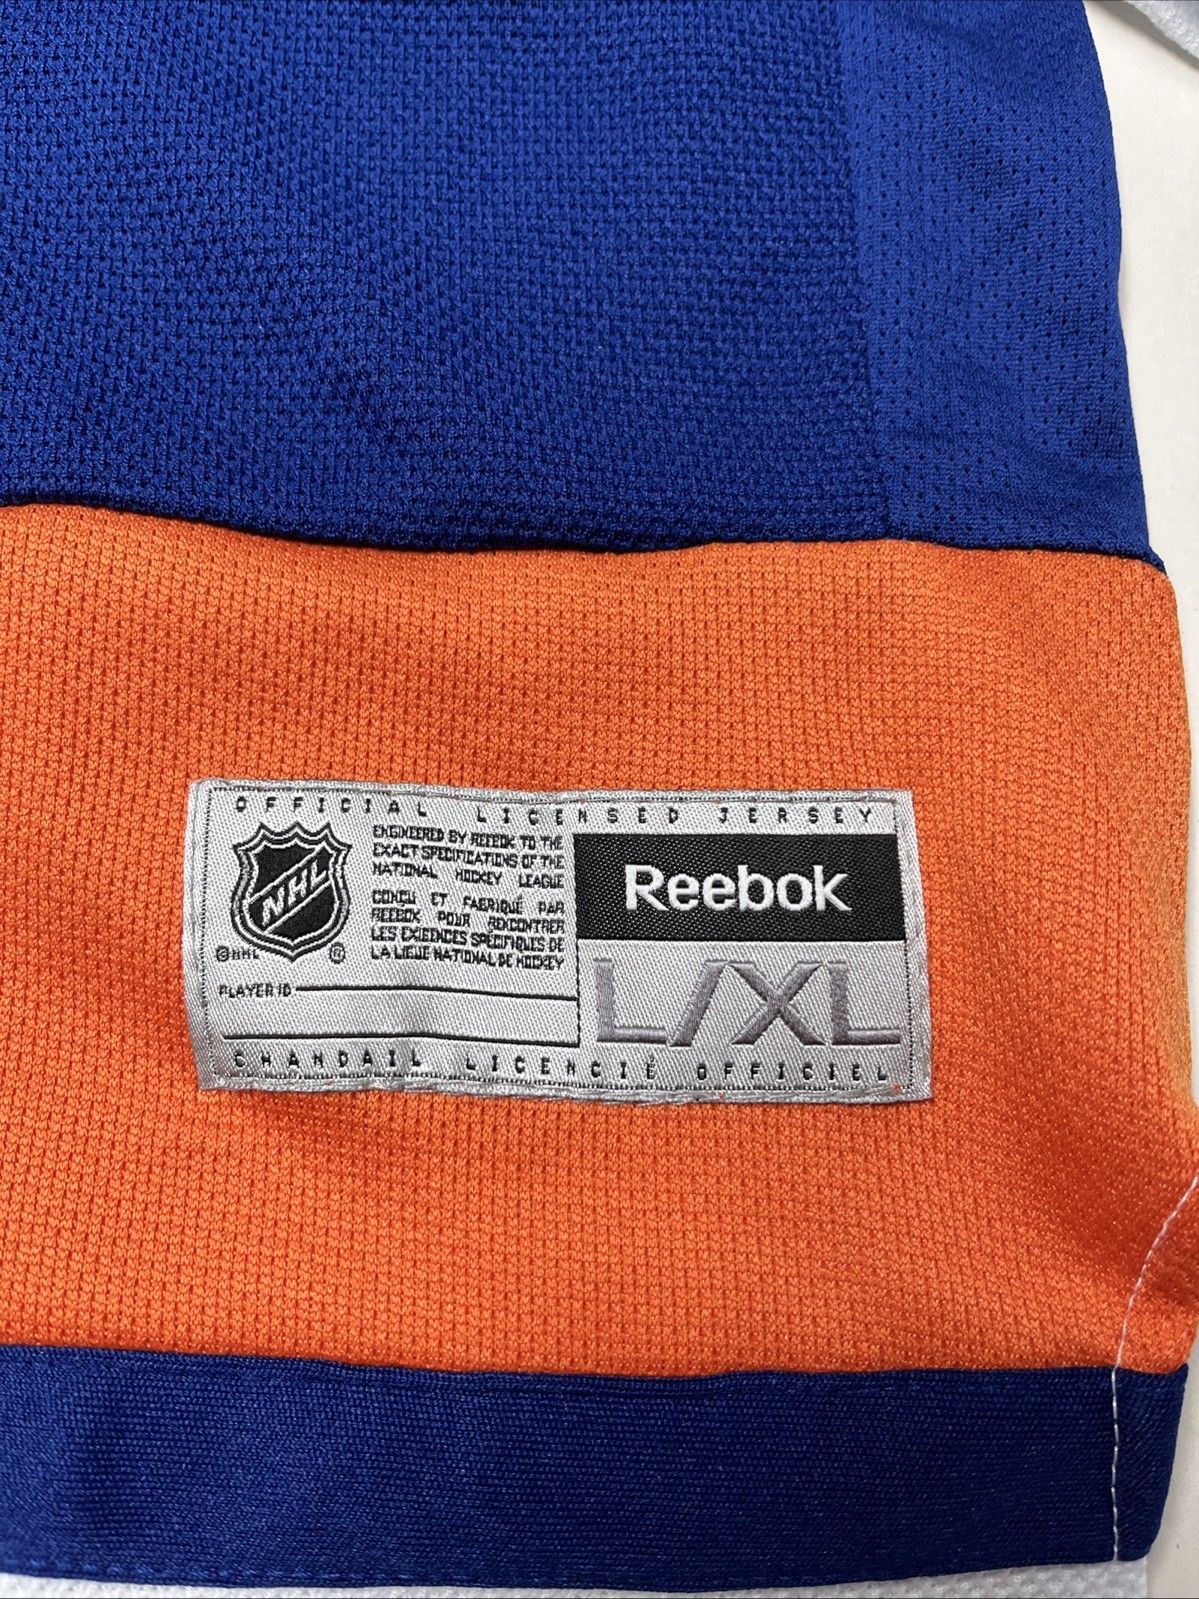 OFFICIAL LICENSED JERSEY
NHL
©NHL ®
ENGINEERED BY REEBOK TO THE
EXACT SPECIFICATIONS OF THE
NATIONAL HOCKEY LEAGUE
CONÇU ET FABRIQUÉ PAR
REEBOK POUR RENCONTRER
LES EXIGENCES SPÉCIFIQUES DE
LA LIGUE NATIONAL DE HOCKEY
PLAYER ID
Reebok
L/XL
CHANDAIL LICENCIÉ OFFICIEL